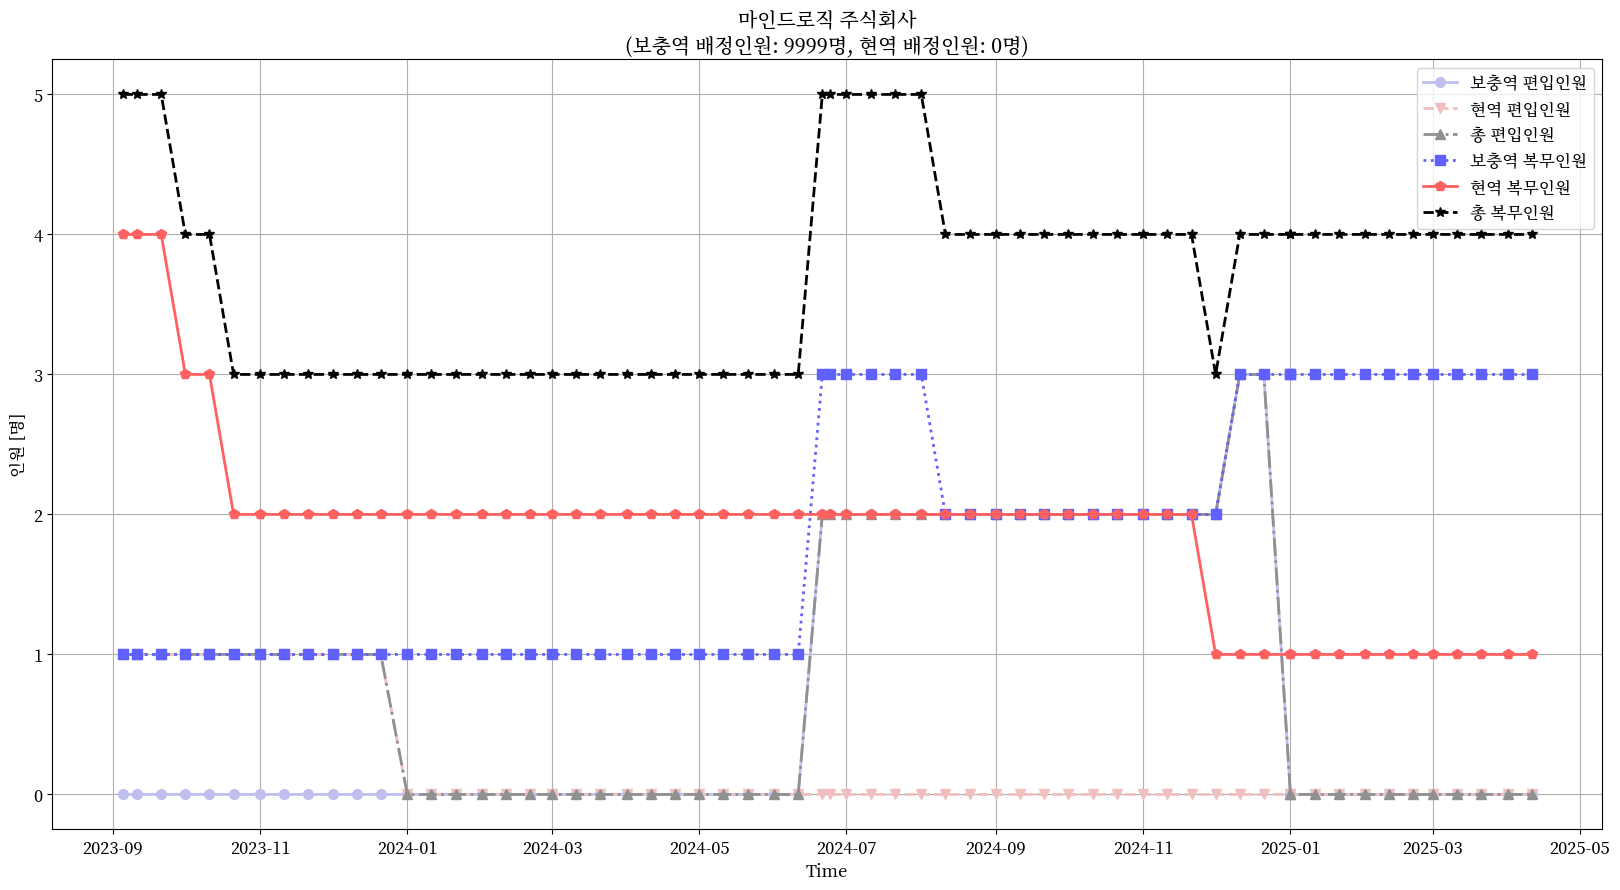 마인드로직 주식회사
(보충역 배정인원: 9999명, 현역 배정인원: 0명)
보충역 편입인원
현역 편입인원
총 편입인원
보충역 복무인원
현역 복무인원
총 복무인원
인원 [명]
5
4
3
2
1
0
2023-09 2023-11 2024-01 2024-03 2024-05 2024-07 2024-09 2024-11 2025-01 2025-03 2025-05
Time